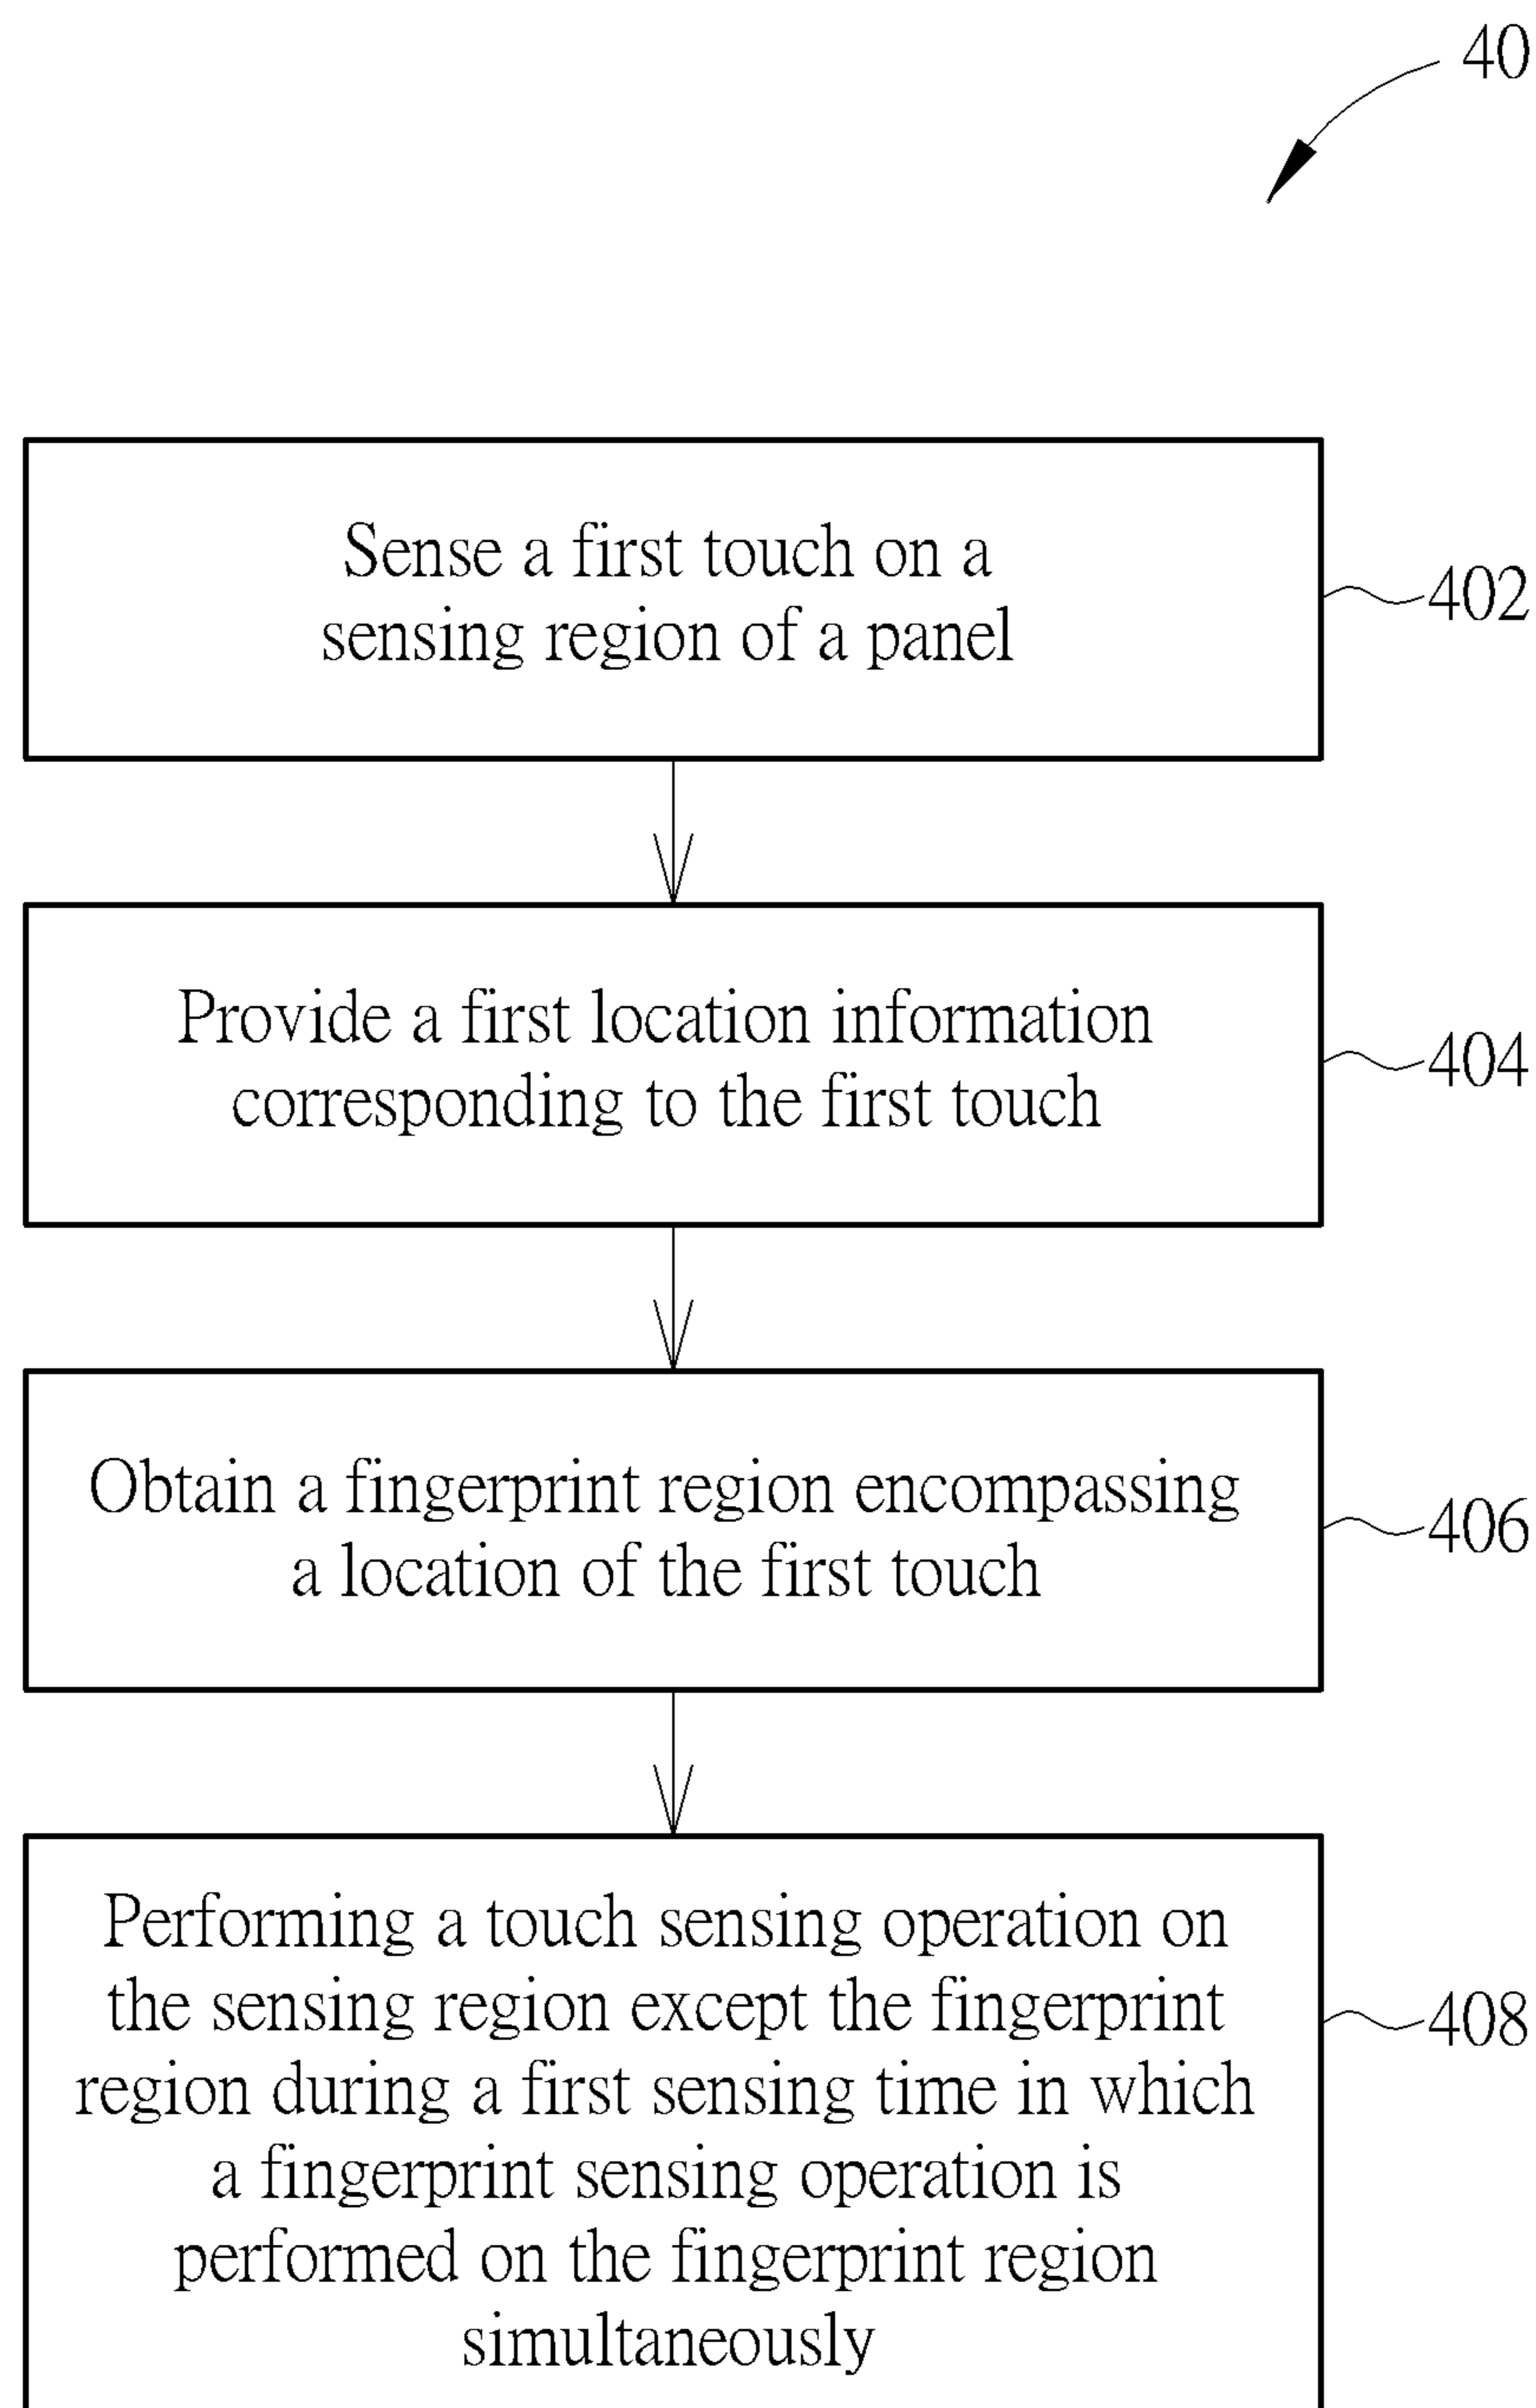 40
Sense a first touch on a
sensing region of a panel
402
Provide a first location information
corresponding to the first touch
404
Obtain a fingerprint region encompassing
a location of the first touch
406
Performing a touch sensing operation on
the sensing region except the fingerprint
region during a first sensing time in which
a fingerprint sensing operation is
performed on the fingerprint region
simultaneously
408